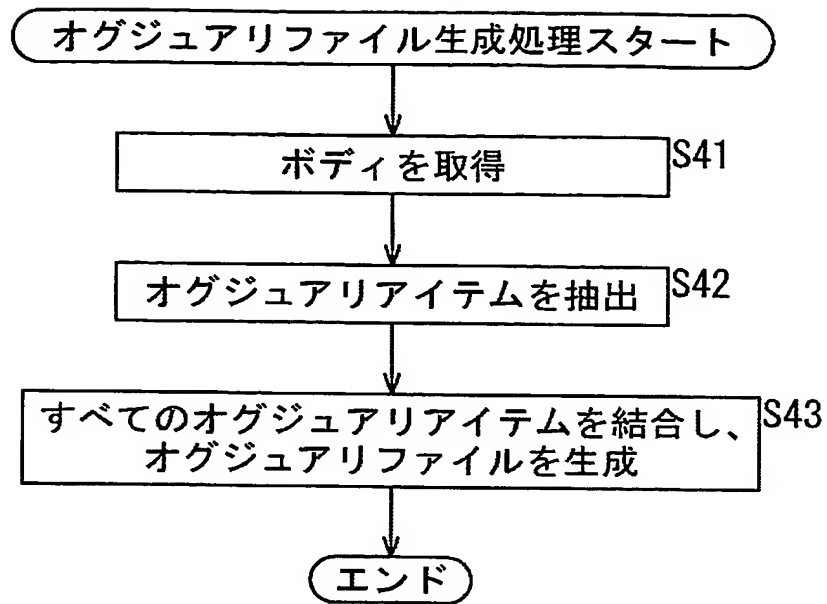 オグジュアリファイル生成処理スタート
ボディを取得
S41
オグジュアリアイテムを抽出
S42
すべてのオグジュアリアイテムを結合し、
S43
オグジュアリファイルを生成
エンド